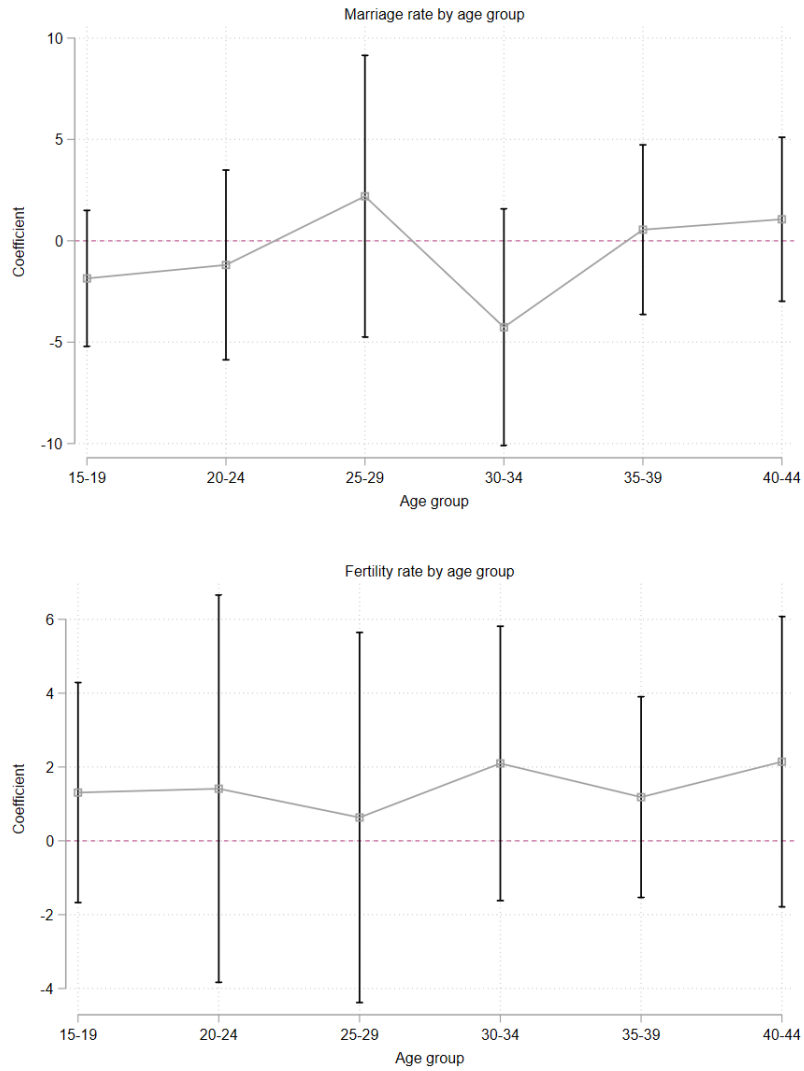 Marriage rate by age group
10
5
0
-5
-10
Coefficient
15-19 20-24 25-29 30-34 35-39 40-44
Age group
Fertility rate by age group
6
4
2
0
-2
-4
Coefficient
15-19 20-24 25-29 30-34 35-39 40-44
Age group